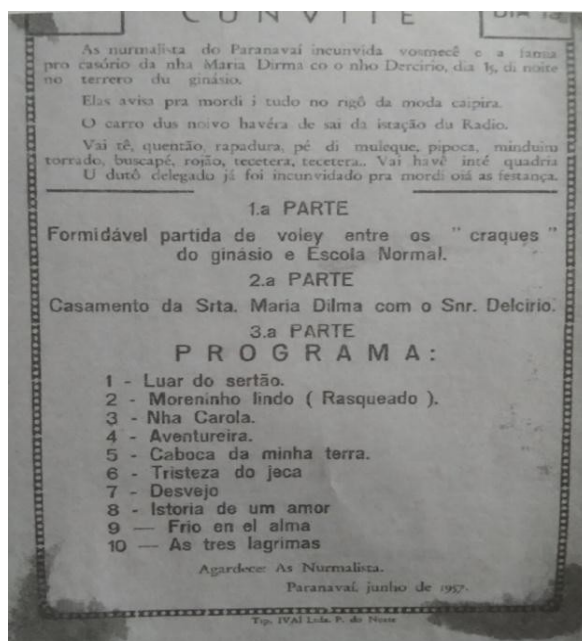 CONVITE
DIA 15
As nurmalista do Paranavaí incunvida vosmecê e a famia
pro casório da nha Maria Dirma co o nho Dercirio, dia 15, di noite
no terrero du ginásio.
Elas avisa pra mordi i tudo no rigô da moda caipira.
O carro dus noivo havéra de sai da istação du Radio.
Vai tê, quentão, rapadura, pé di muleque, pipoca, minduim
torrado, buscapé, rojão, tecetera, tecetera.. Vai havê inté quadria
U dutô delegado já foi incunvidado pra mordi oiá as festança.
1.a PARTE
Formidável partida de voley entre os " craques "
do ginásio e Escola Normal.
2.a PARTE
Casamento da Srta. Maria Dilma com o Snr. Delcirio.
3.a PARTE
PROGRAMA:
1 - Luar do sertão.
2 - Moreninho lindo ( Rasqueado ).
3 - Nha Carola.
4 - Aventureira.
5 - Caboca da minha terra.
6 - Tristeza do jeca
7 - Desvejo
8 - Istoria de um amor
9 — Frio en el alma
10 — As tres lagrimas
Agardece: As Nurmalista.
Paranavaí, junho de 1957.
Tip. IVAI Ltda. P. do Norte